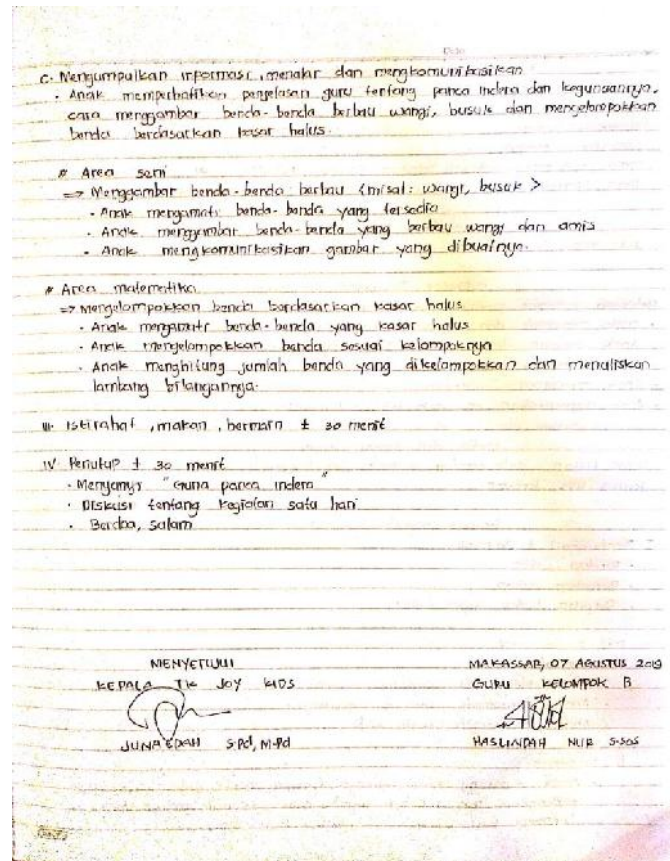 C. Mengumpulkan informasi, menalar dan mengkomunikasikan
- Anak memperhatikan penjelasan guru tentang panca indera dan kegunaannya,
cara menggambar benda-benda berbau wangi, busuk dan mengelompokkan
benda berdasarkan kasar halus.
# Area seni
=> Menggambar benda-benda berbau (misal: wangi, busuk >
- Anak mengamati benda-benda yang tersedia
- Anak menggambar benda-benda yang berbau wangi dan amis
- Anak mengkomunikasikan gambar yang dibuatnya.
# Area matematika
=> Mengelompokkan benda berdasarkan kasar halus
- Anak mengamati benda-benda yang kasar halus
- Anak mengelompokkan benda sesuai kelompoknya
- Anak menghitung jumlah benda yang dikelompokkan dan menuliskan
lambang bilangannya.
III. Istirahat, makan, bermain ± 30 menit
IV Penutup ± 30 menit
- Menyanyi "Guna panca indera"
- Diskusi tentang kegiatan satu hari
- Berdoa, salam
MENYETUJUI
KEPALA TK JOY KIDS
JUNAEDAH S.Pd, M.Pd
MAKASSAR, 07 AGUSTUS 2019
GURU KELOMPOK B
HASLINDAH NUR S.Sos